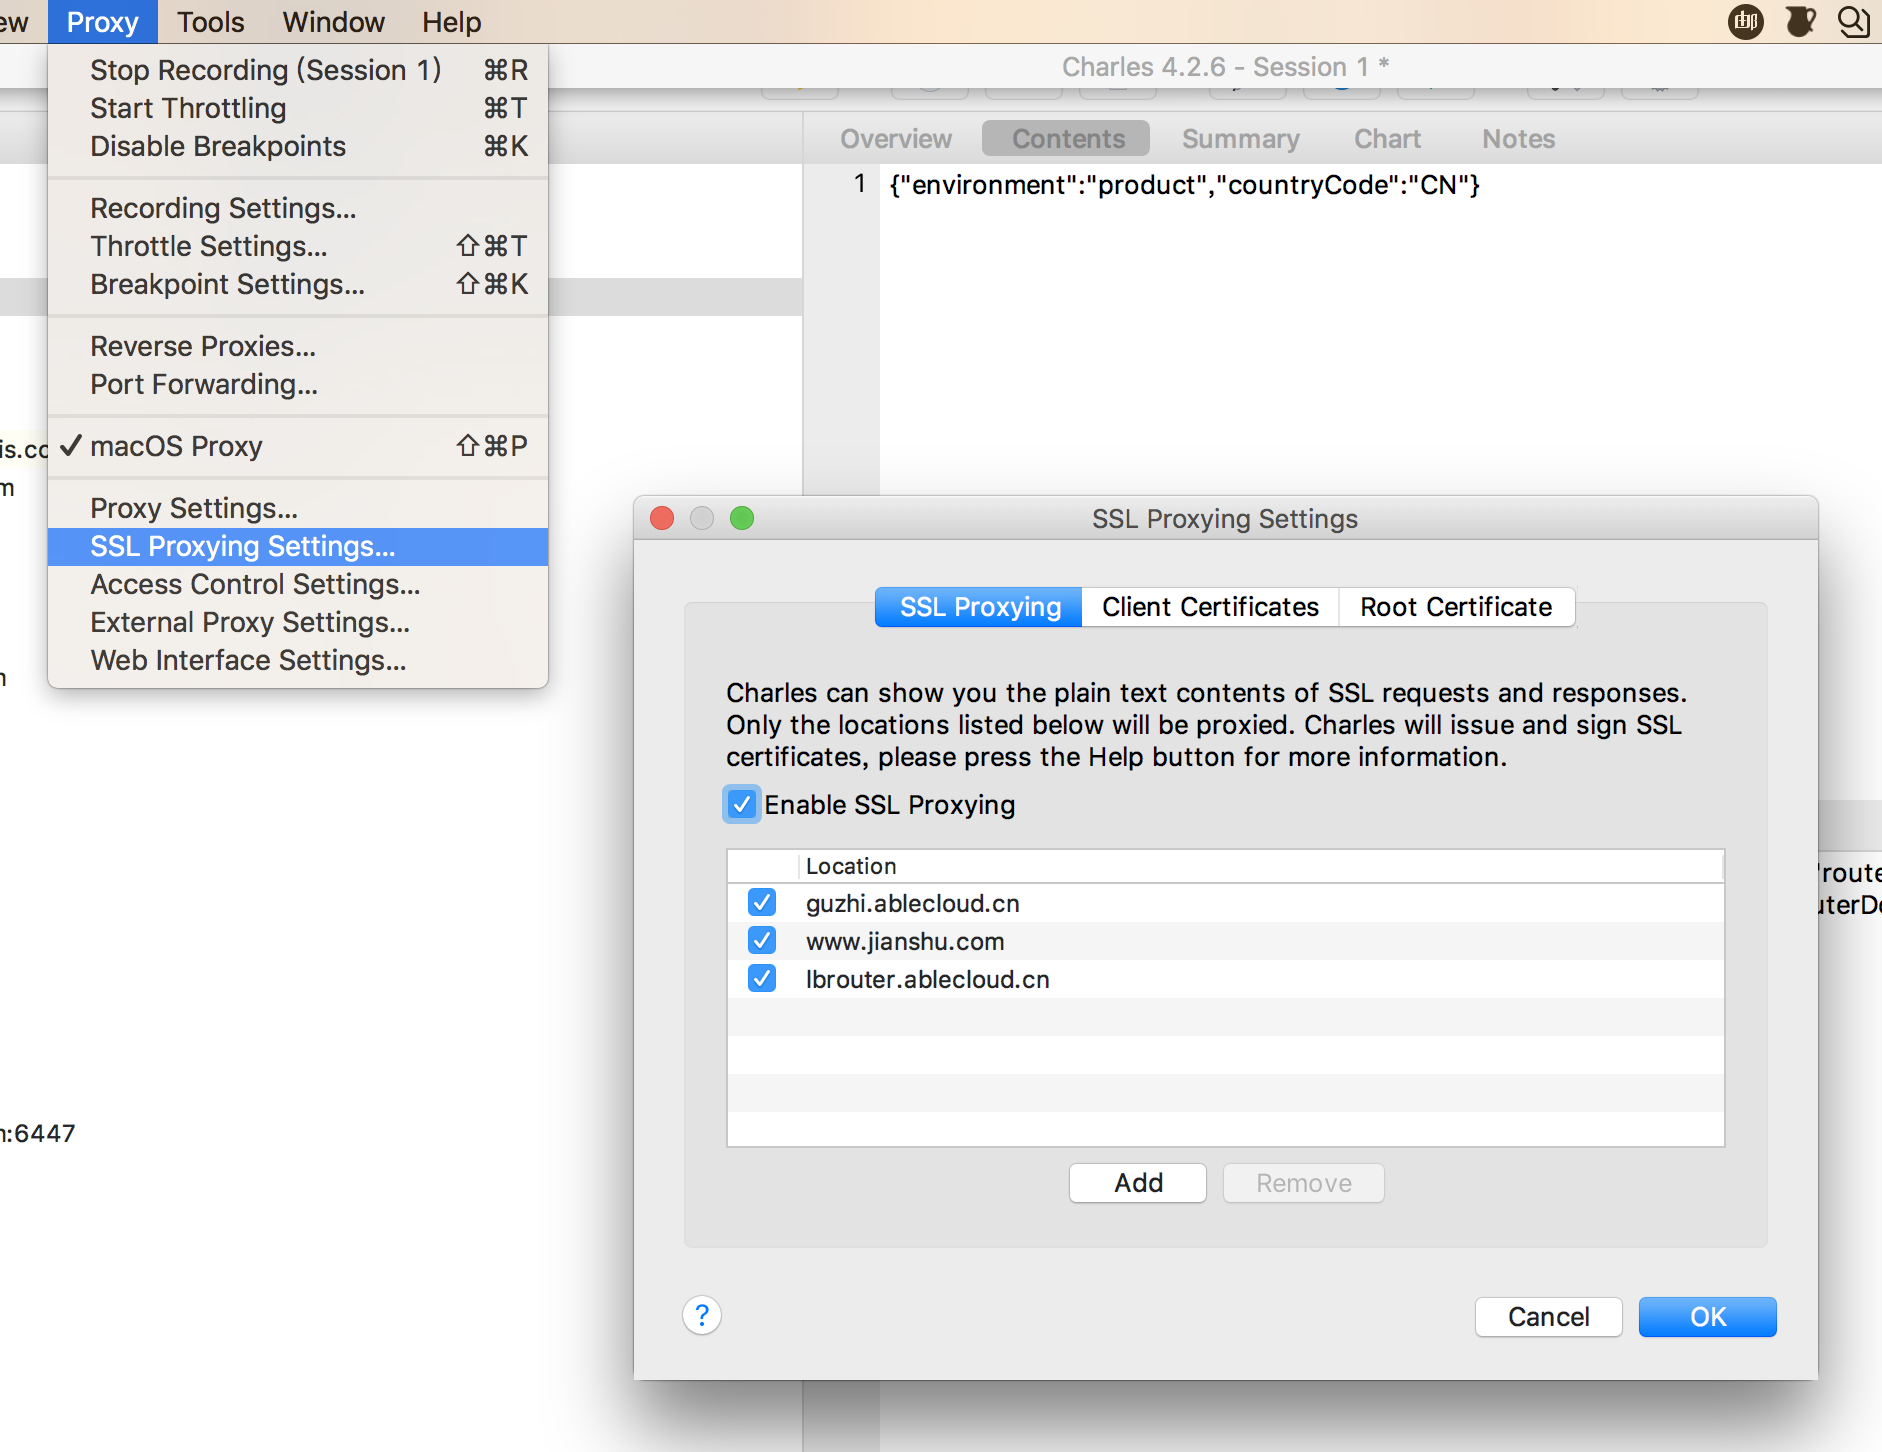 ew Proxy Tools Window Help
Charles 4.2.6 - Session 1 *
Stop Recording (Session 1) ⌘R
Start Throttling ⌘T
Disable Breakpoints ⌘K
Recording Settings...
Throttle Settings... ⇧⌘T
Breakpoint Settings... ⇧⌘K
Reverse Proxies...
Port Forwarding...
✓ macOS Proxy ⇧⌘P
Proxy Settings...
SSL Proxying Settings...
Access Control Settings...
External Proxy Settings...
Web Interface Settings...
is.co
m
:6447
Overview Contents Summary Chart Notes
1 {"environment":"product","countryCode":"CN"}
SSL Proxying Settings
SSL Proxying Client Certificates Root Certificate
Charles can show you the plain text contents of SSL requests and responses.
Only the locations listed below will be proxied. Charles will issue and sign SSL
certificates, please press the Help button for more information.
Enable SSL Proxying
Location
guzhi.ablecloud.cn
www.jianshu.com
lbrouter.ablecloud.cn
Add Remove
? Cancel OK
'route
uterDe